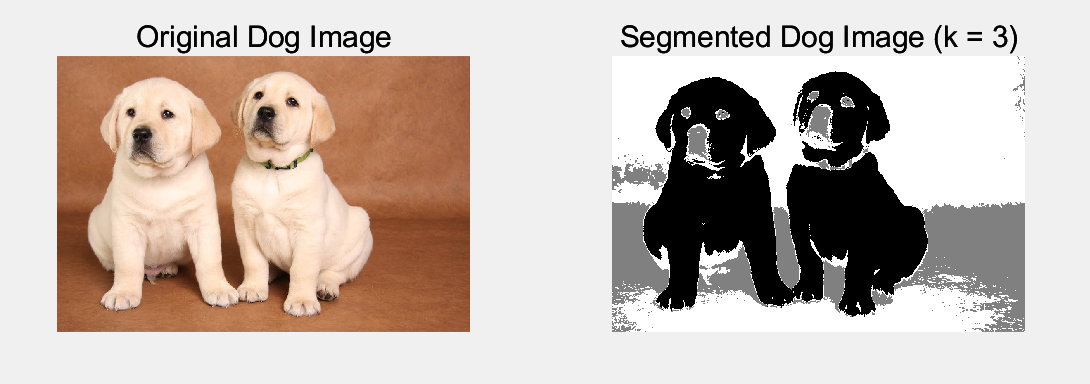 Original Dog Image
Segmented Dog Image (k = 3)